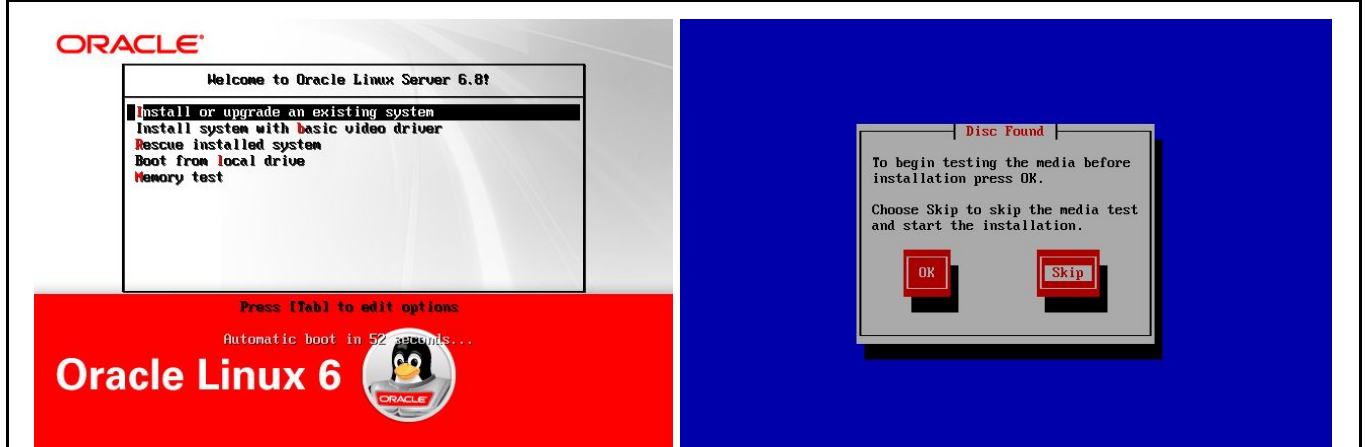 ORACLE®
Welcome to Oracle Linux Server 6.8!
Install or upgrade an existing system
Install system with basic video driver
Rescue installed system
Boot from local drive
Memory test
Press [Tab] to edit options
Automatic boot in 52 seconds...
Oracle Linux 6
ORACLE
Disc Found
To begin testing the media before
installation press OK.
Choose Skip to skip the media test
and start the installation.
OK
Skip